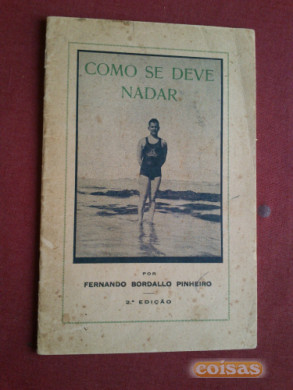 COMO SE DEVE
NADAR
POR
FERNANDO BORDALLO PINHEIRO
2.ª EDIÇÃO
coisas